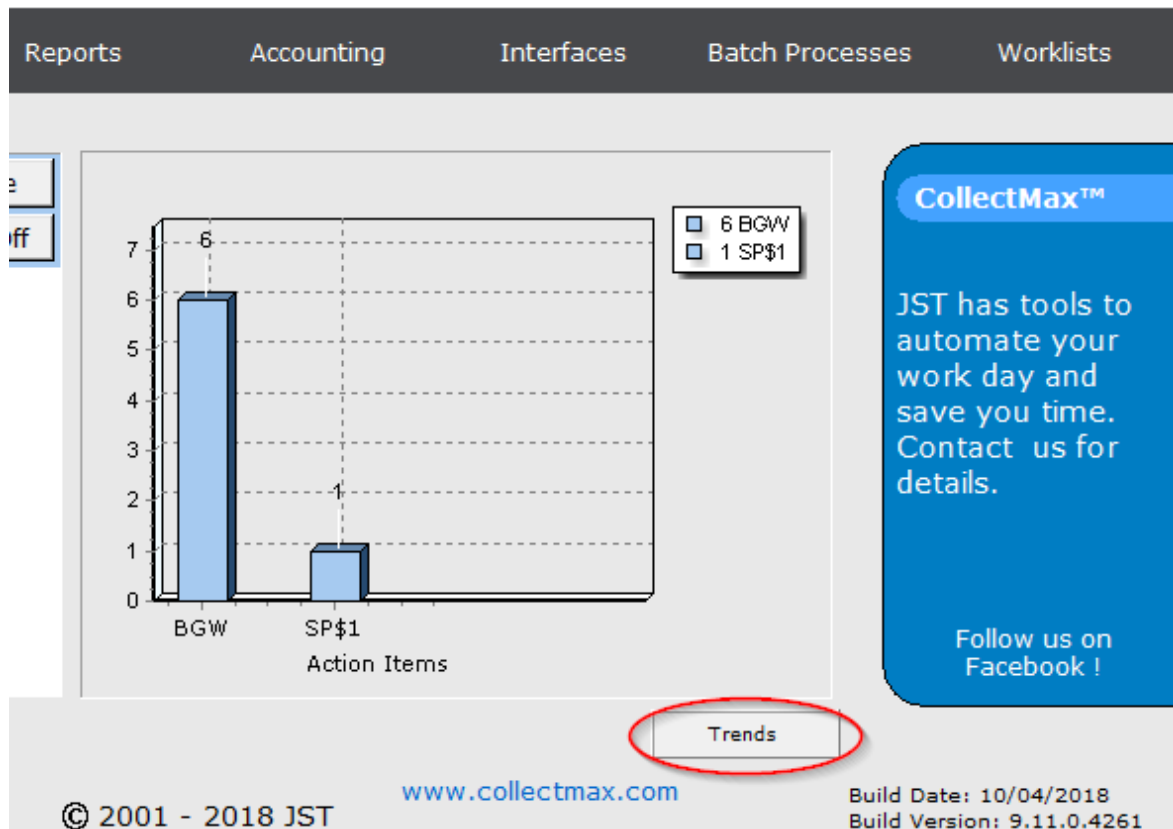 Reports Accounting Interfaces Batch Processes Worklists
e
ff
7
6
5
4
3
2
1
0
6
1
BGW SP$1
Action Items
6 BGW
1 SP$1
CollectMax™
JST has tools to
automate your
work day and
save you time.
Contact us for
details.
Follow us on
Facebook !
Trends
www.collectmax.com
© 2001 - 2018 JST
Build Date: 10/04/2018
Build Version: 9.11.0.4261